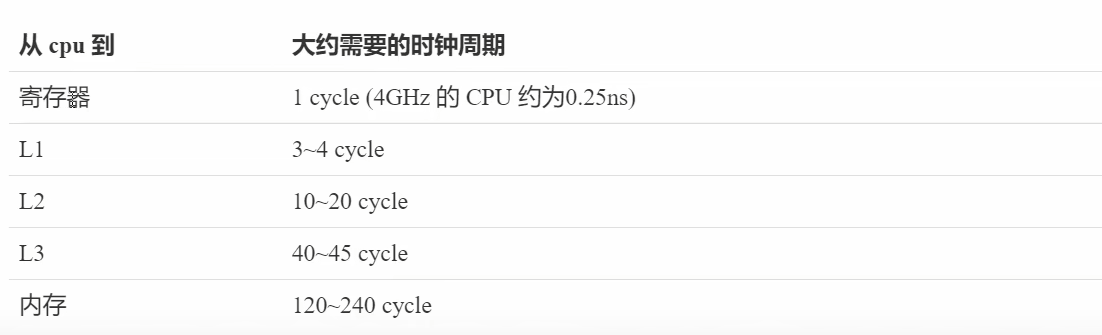 从 cpu 到 大约需要的时钟周期
寄存器 1 cycle (4GHz 的 CPU 约为0.25ns)
L1 3~4 cycle
L2 10~20 cycle
L3 40~45 cycle
内存 120~240 cycle